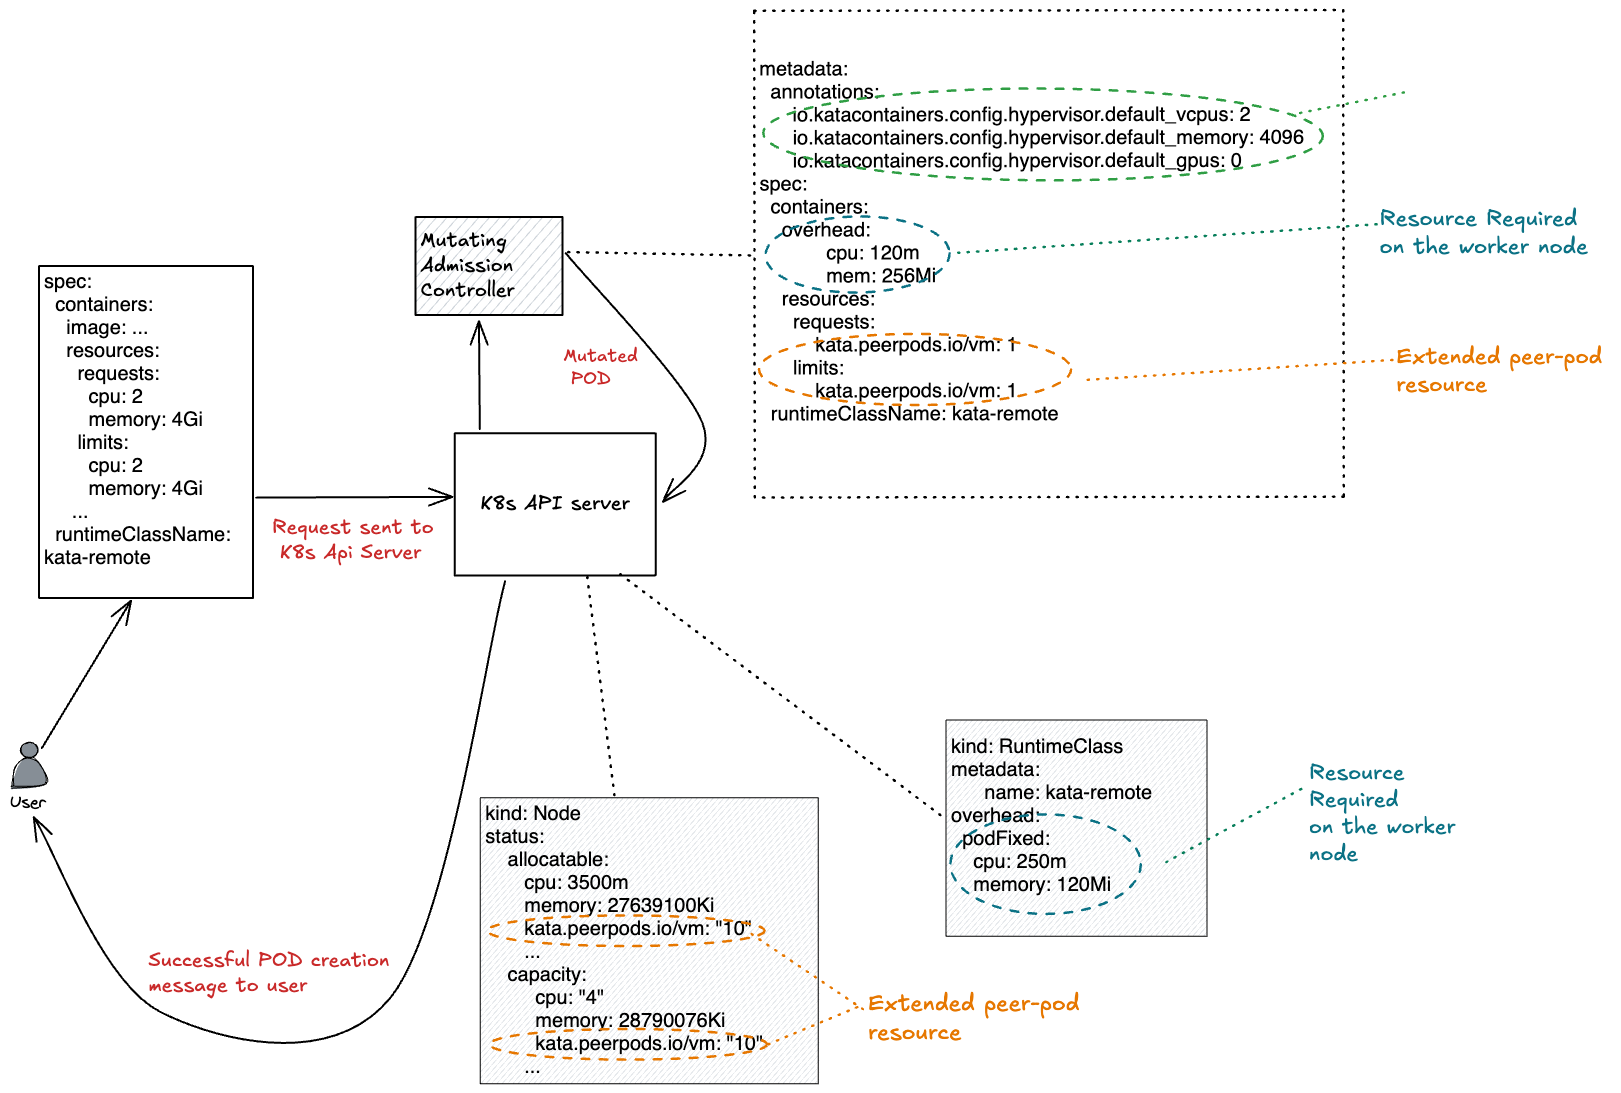 metadata:
annotations:
io.katacontainers.config.hypervisor.default_vcpus: 2
io.katacontainers.config.hypervisor.default_memory: 4096
io.katacontainers.config.hypervisor.default_gpus: 0
spec:
containers:
overhead:
cpu: 120m
mem: 256Mi
resources:
requests:
kata.peerpods.io/vm: 1
limits:
kata.peerpods.io/vm: 1
runtimeClassName: kata-remote
Resource Required
on the worker node
Extended peer-pod
resource
Mutating
Admission
Controller
spec:
containers:
image: ...
resources:
requests:
cpu: 2
memory: 4Gi
limits:
cpu: 2
memory: 4Gi
...
runtimeClassName:
kata-remote
Mutated
POD
K8s API server
Request sent to
K8s Api Server
User
Successful POD creation
message to user
kind: Node
status:
allocatable:
cpu: 3500m
memory: 27639100Ki
kata.peerpods.io/vm: "10"
...
capacity:
cpu: "4"
memory: 28790076Ki
kata.peerpods.io/vm: "10"
...
Extended peer-pod
resource
kind: RuntimeClass
metadata:
name: kata-remote
overhead:
podFixed:
cpu: 250m
memory: 120Mi
Resource
Required
on the worker
node